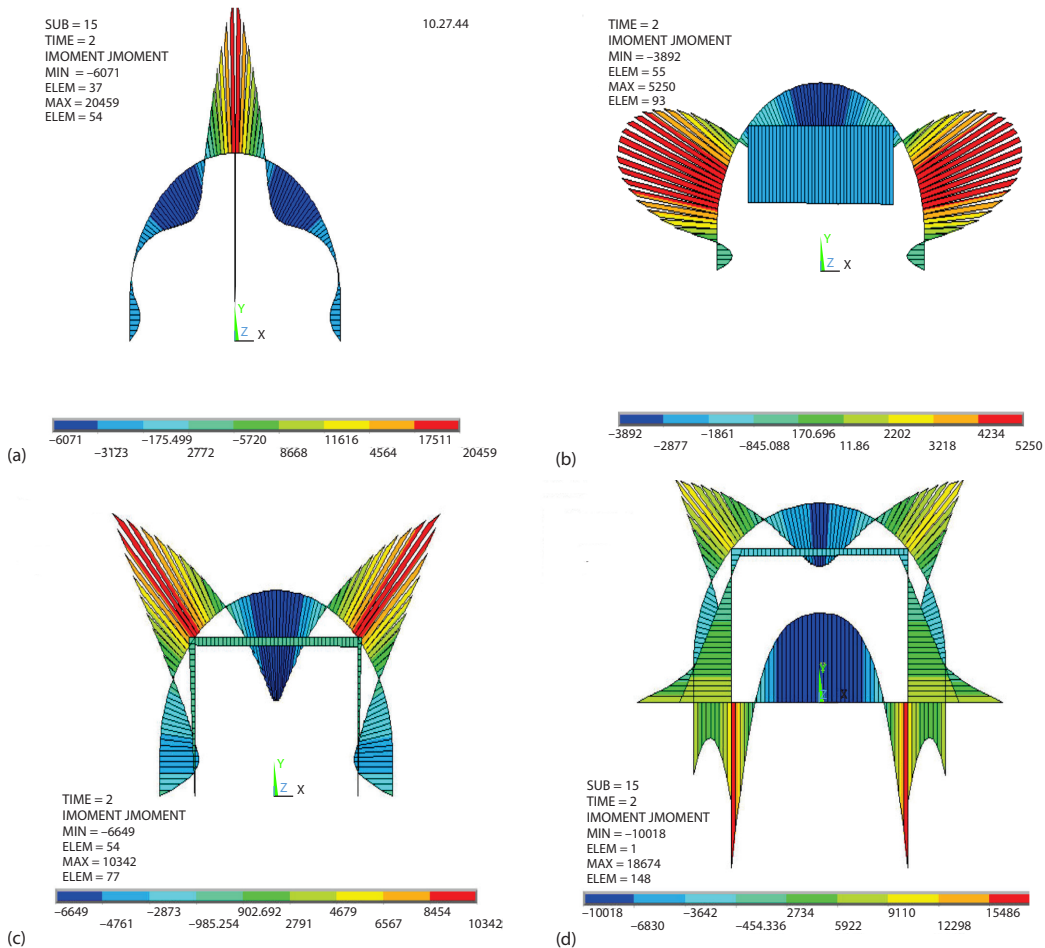 SUB = 15
TIME = 2
IMOMENT JMOMENT
MIN = –6071
ELEM = 37
MAX = 20459
ELEM = 54
10.27.44
Y
Z X
–6071 –175.499 –5720 11616 17511
–3123 2772 8668 4564 20459
(a)
TIME = 2
IMOMENT JMOMENT
MIN = –3892
ELEM = 55
MAX = 5250
ELEM = 93
Y
Z X
–3892 –1861 170.696 2202 4234
–2877 –845.088 11.86 3218 5250
(b)
Y
Z X
TIME = 2
IMOMENT JMOMENT
MIN = –6649
ELEM = 54
MAX = 10342
ELEM = 77
–6649 –2873 902.692 4679 8454
–4761 –985.254 2791 6567 10342
(c)
Y
Z X
SUB = 15
TIME = 2
IMOMENT JMOMENT
MIN = –10018
ELEM = 1
MAX = 18674
ELEM = 148
–10018 –3642 2734 9110 15486
–6830 –454.336 5922 12298
(d)